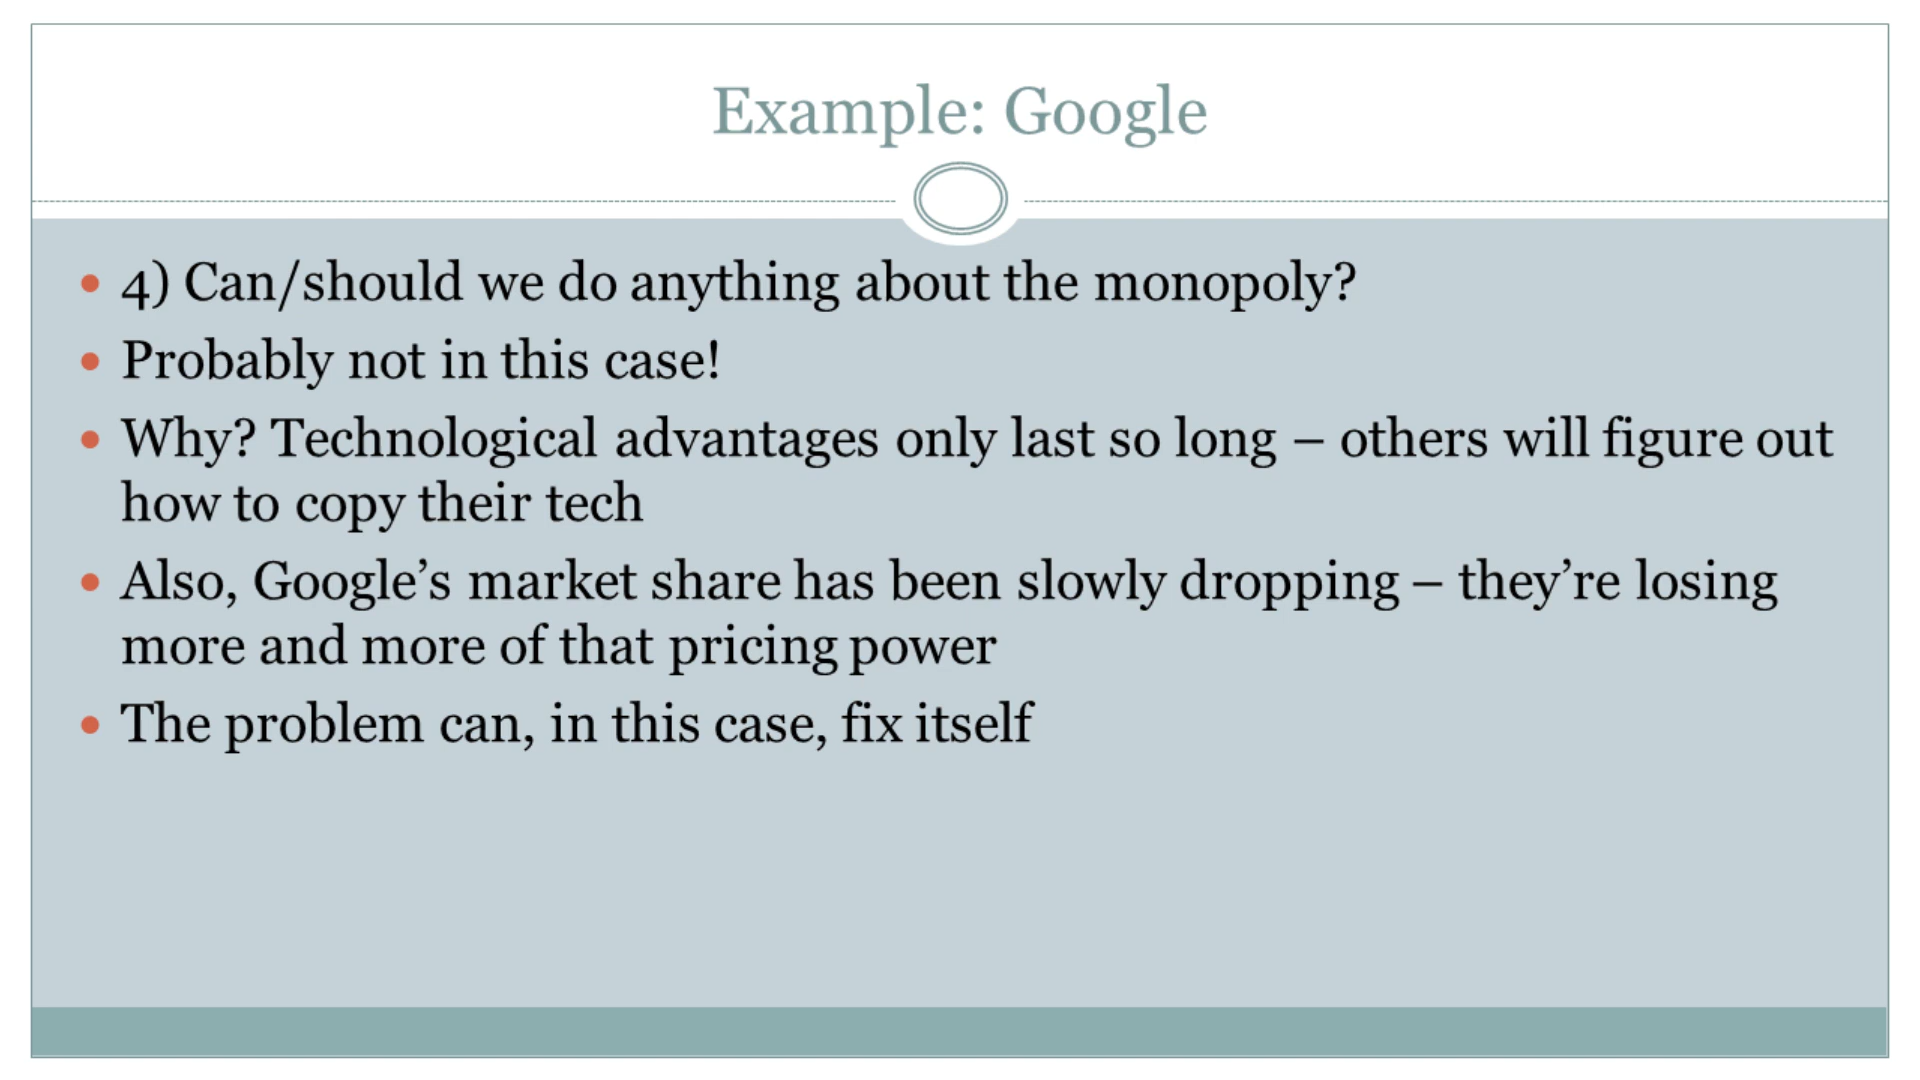 Example: Google
• 4) Can/should we do anything about the monopoly?
• Probably not in this case!
• Why? Technological advantages only last so long – others will figure out
how to copy their tech
• Also, Google’s market share has been slowly dropping – they’re losing
more and more of that pricing power
• The problem can, in this case, fix itself